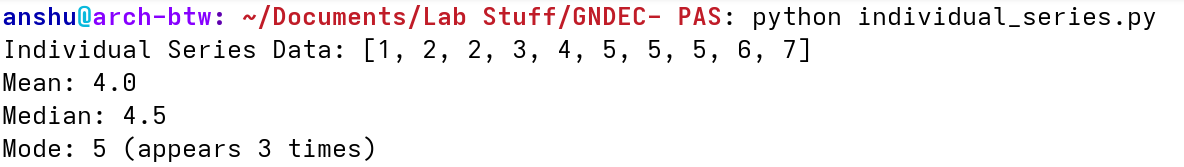 anshu@arch-btw: ~/Documents/Lab Stuff/GNDEC- PAS: python individual_series.py
Individual Series Data: [1, 2, 2, 3, 4, 5, 5, 5, 6, 7]
Mean: 4.0
Median: 4.5
Mode: 5 (appears 3 times)